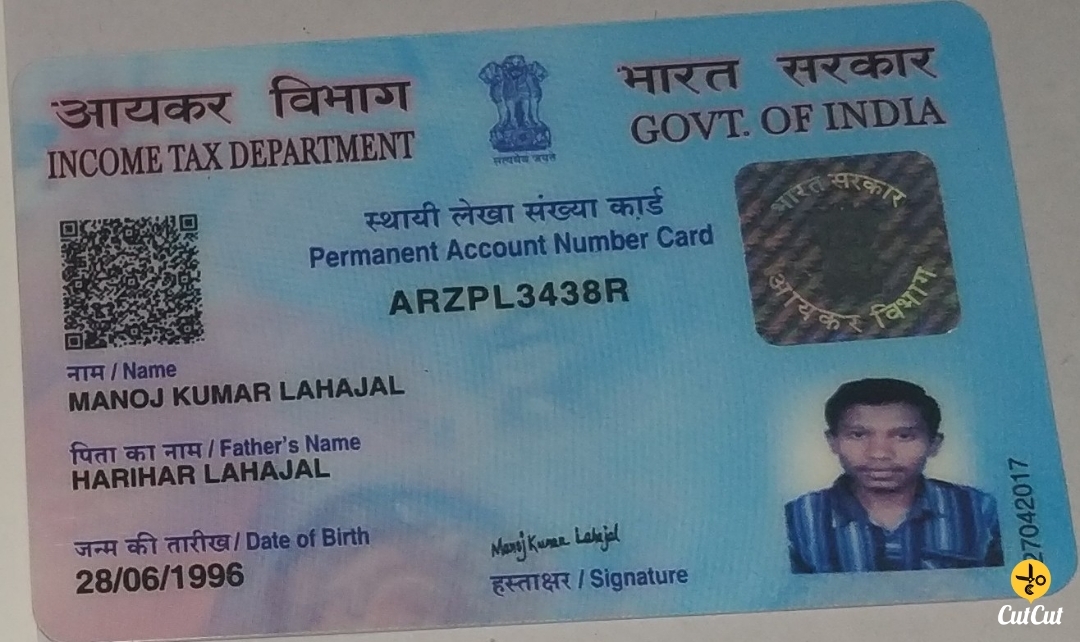 आयकर विभाग
INCOME TAX DEPARTMENT
सत्यमेव जयते
भारत सरकार
GOVT. OF INDIA
स्थायी लेखा संख्या कार्ड
Permanent Account Number Card
ARZPL3438R
भारत सरकार
आयकर विभाग
नाम / Name
MANOJ KUMAR LAHAJAL
पिता का नाम / Father's Name
HARIHAR LAHAJAL
जन्म की तारीख / Date of Birth
28/06/1996
Manoj Kumar Lahajal
हस्ताक्षर / Signature
27042017
CutCut